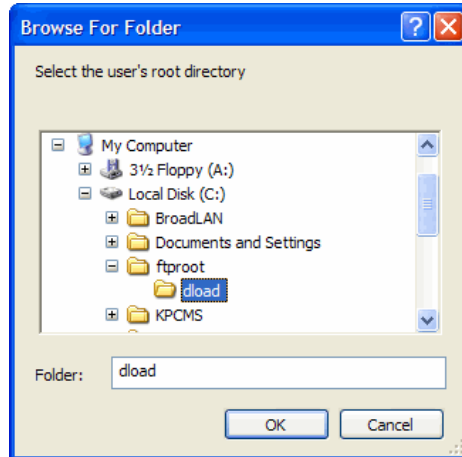 Browse For Folder
Select the user's root directory
My Computer
3½ Floppy (A:)
Local Disk (C:)
BroadLAN
Documents and Settings
ftproot
dload
KPCMS
Folder: dload
OK Cancel